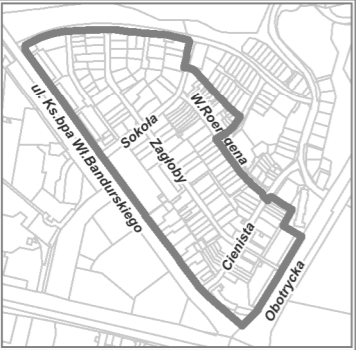 ul. Ks.bpa Wł.Bandurskiego
Sokoła
Zagłoby
W.Roentgena
Cienista
Obotrycka